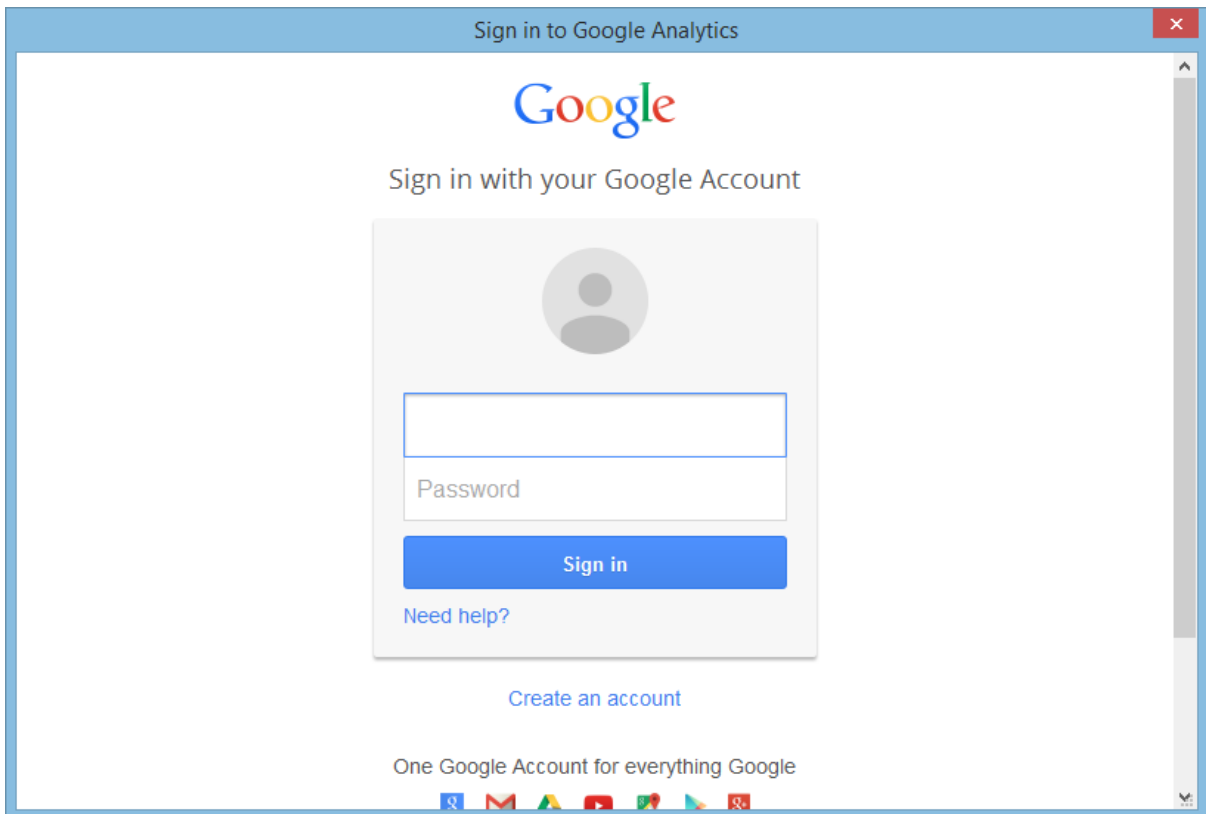 Sign in to Google Analytics
Google
Sign in with your Google Account
Password
Sign in
Need help?
Create an account
One Google Account for everything Google